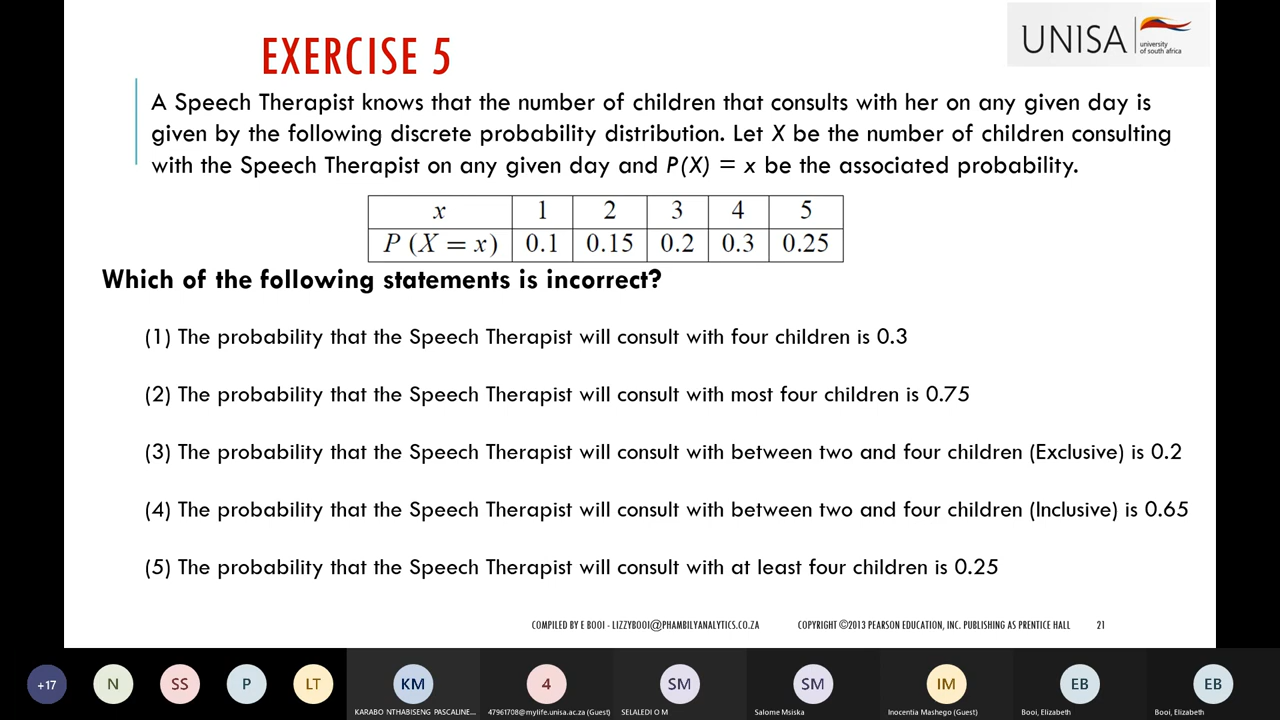 UNISA
university
of south africa
EXERCISE 5
A Speech Therapist knows that the number of children that consults with her on any given day is
given by the following discrete probability distribution. Let X be the number of children consulting
with the Speech Therapist on any given day and P(X) = x be the associated probability.
x 1 2 3 4 5
P (X = x) 0.1 0.15 0.2 0.3 0.25
Which of the following statements is incorrect?
(1) The probability that the Speech Therapist will consult with four children is 0.3
(2) The probability that the Speech Therapist will consult with most four children is 0.75
(3) The probability that the Speech Therapist will consult with between two and four children (Exclusive) is 0.2
(4) The probability that the Speech Therapist will consult with between two and four children (Inclusive) is 0.65
(5) The probability that the Speech Therapist will consult with at least four children is 0.25
COMPILED BY E BOOI - LIZZYBOOI@PHAMBILYANALYTICS.CO.ZA COPYRIGHT ©2013 PEARSON EDUCATION, INC. PUBLISHING AS PRENTICE HALL 21
+17 N SS P LT KM 4 SM SM IM EB EB
KARABO NTHABISENG PASCALINE... 47961708@mylife.unisa.ac.za (Guest) SELALEDI O M Salome Msiska Inocentia Mashego (Guest) Booi, Elizabeth Booi, Elizabeth